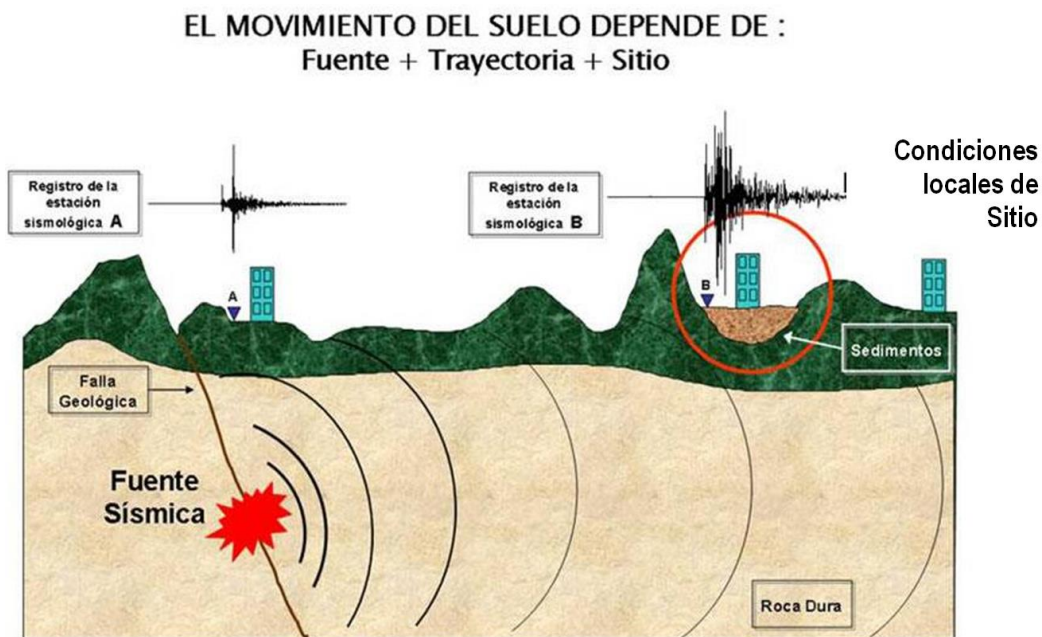 EL MOVIMIENTO DEL SUELO DEPENDE DE :
Fuente + Trayectoria + Sitio
Registro de la
estación
sismológica A
Registro de la
estación
sismológica B
Condiciones
locales de
Sitio
A
B
Sedimentos
Falla
Geológica
Fuente
Sísmica
Roca Dura